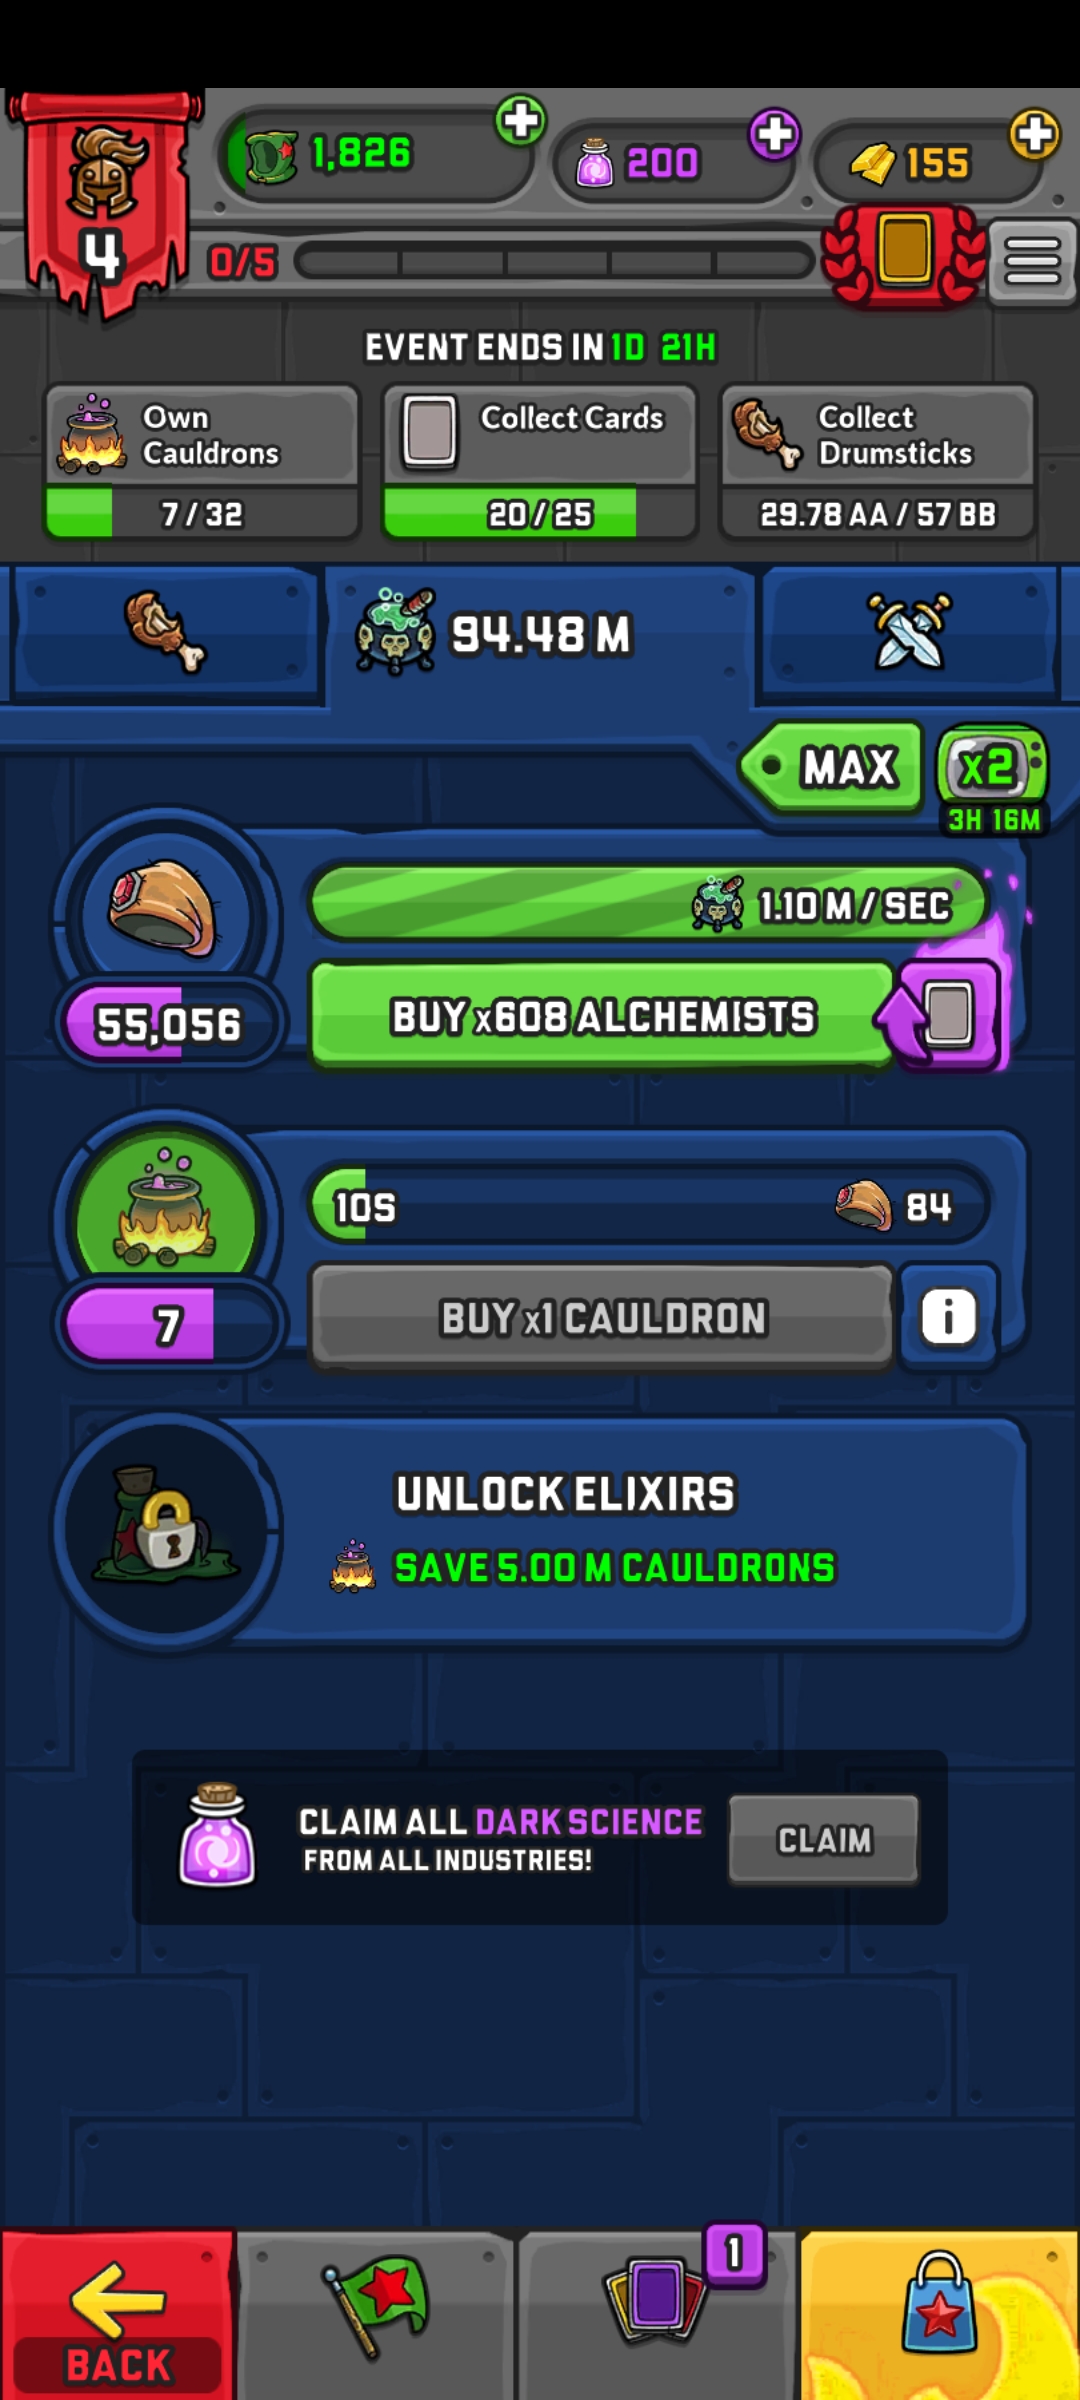 1,826
200
155
4
0/5
EVENT ENDS IN 1D 21H
Own
Cauldrons
7 / 32
Collect Cards
20 / 25
Collect
Drumsticks
29.78 AA / 57 BB
94.48 M
MAX
x2
3H 16M
1.10 M / SEC
55,056
BUY x608 ALCHEMISTS
10S
84
7
BUY x1 CAULDRON
i
UNLOCK ELIXIRS
SAVE 5.00 M CAULDRONS
CLAIM ALL DARK SCIENCE
FROM ALL INDUSTRIES!
CLAIM
1
BACK